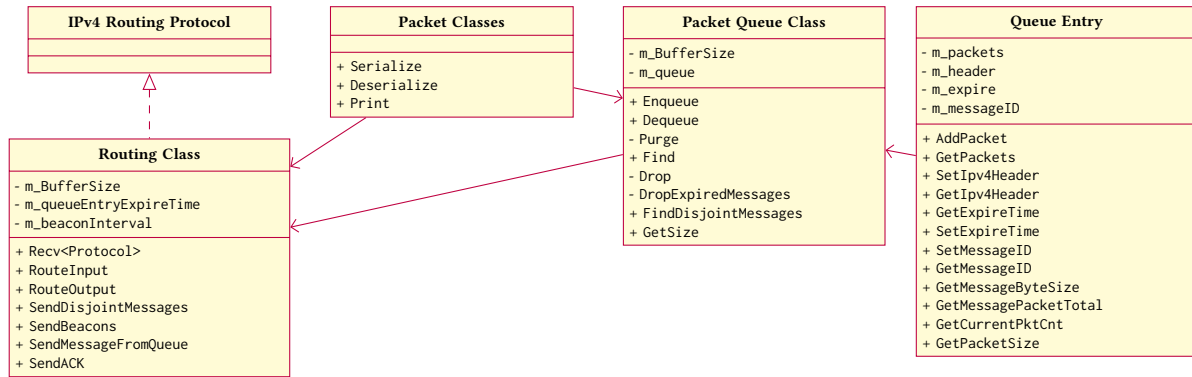 IPv4 Routing Protocol
Routing Class
- m_BufferSize
- m_queueEntryExpireTime
- m_beaconInterval
+ Recv<Protocol>
+ RouteInput
+ RouteOutput
+ SendDisjointMessages
+ SendBeacons
+ SendMessageFromQueue
+ SendACK
Packet Classes
+ Serialize
+ Deserialize
+ Print
Packet Queue Class
- m_BufferSize
- m_queue
+ Enqueue
+ Dequeue
- Purge
+ Find
- Drop
- DropExpiredMessages
+ FindDisjointMessages
+ GetSize
Queue Entry
- m_packets
- m_header
- m_expire
- m_messageID
+ AddPacket
+ GetPackets
+ SetIpv4Header
+ GetIpv4Header
+ GetExpireTime
+ SetExpireTime
+ SetMessageID
+ GetMessageID
+ GetMessageByteSize
+ GetMessagePacketTotal
+ GetCurrentPktCnt
+ GetPacketSize